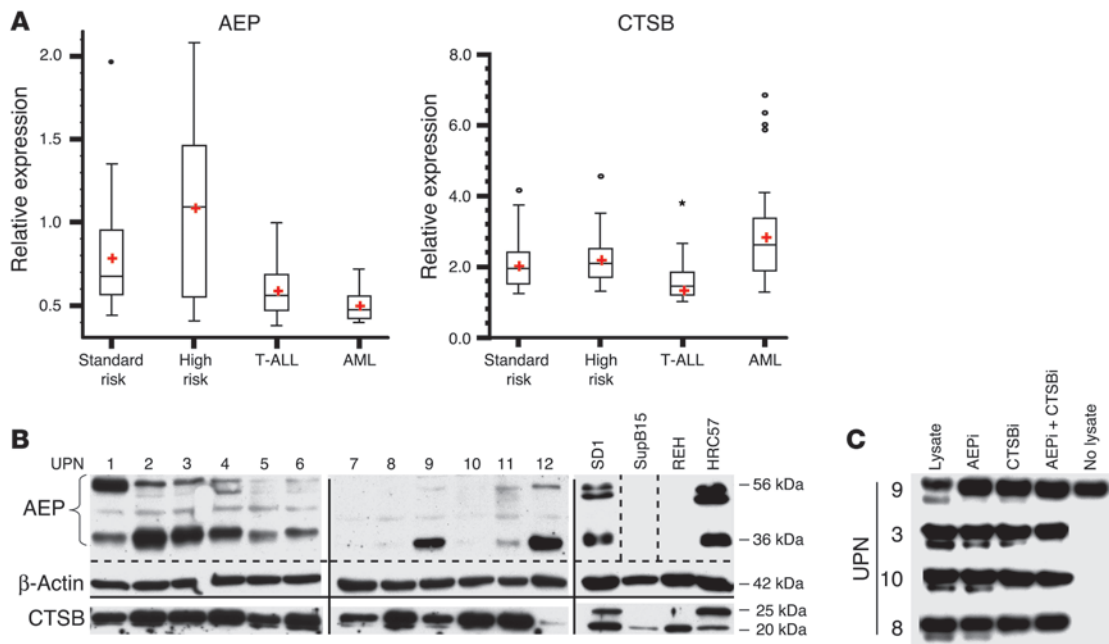 A
AEP
CTSB
Relative expression
2.0
1.5
1.0
0.5
Standard risk
High risk
T-ALL
AML
Relative expression
8.0
6.0
4.0
2.0
0.0
Standard risk
High risk
T-ALL
AML
B
UPN 1 2 3 4 5 6 7 8 9 10 11 12 SD1 SupB15 REH HRC57
AEP
– 56 kDa
– 36 kDa
β-Actin
– 42 kDa
CTSB
– 25 kDa
– 20 kDa
C
Lysate AEPi CTSBi AEPi + CTSBi No lysate
UPN
9
3
10
8